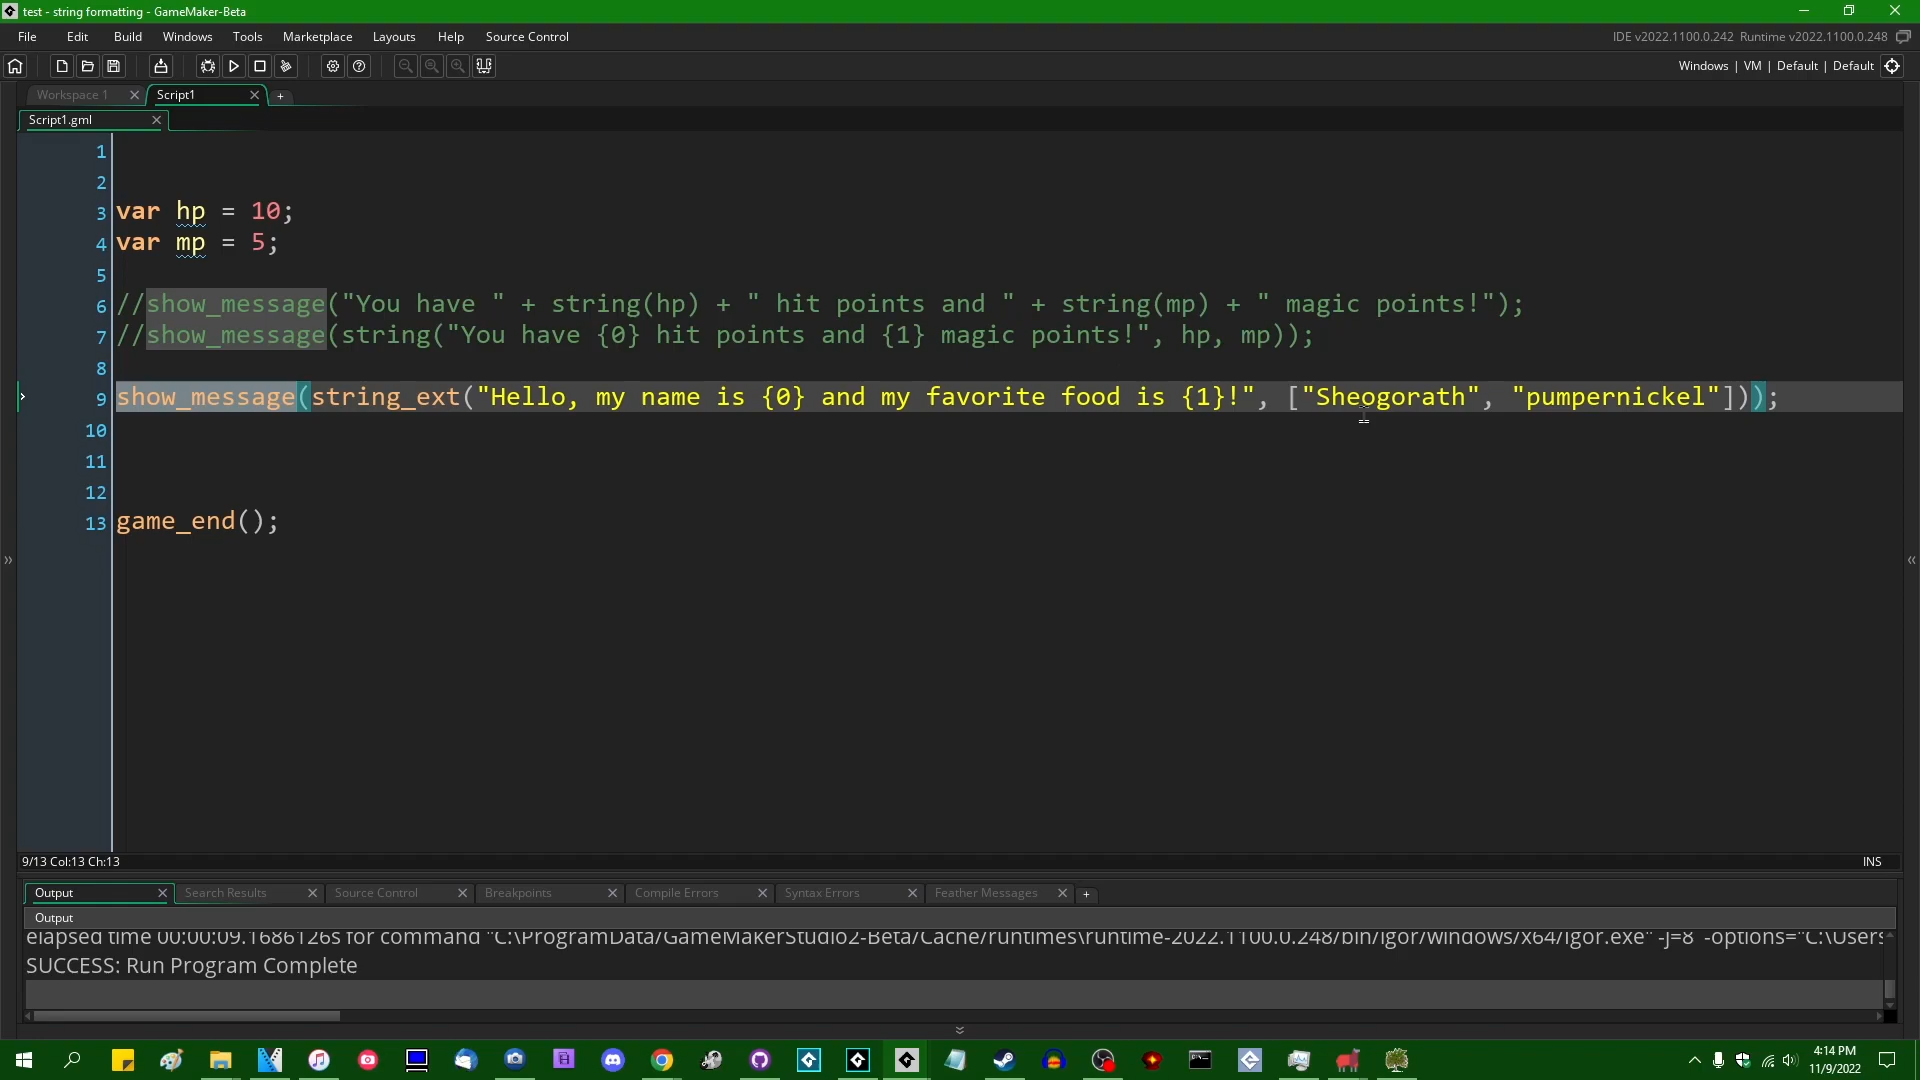 test - string formatting - GameMaker-Beta
File Edit Build Windows Tools Marketplace Layouts Help Source Control
IDE v2022.1100.0.242 Runtime v2022.1100.0.248
Windows | VM | Default | Default
Workspace 1
Script1
Script1.gml
1
2
3 var hp = 10;
4 var mp = 5;
5
6 //show_message("You have " + string(hp) + " hit points and " + string(mp) + " magic points!");
7 //show_message(string("You have {0} hit points and {1} magic points!", hp, mp));
8
9 show_message(string_ext("Hello, my name is {0} and my favorite food is {1}!", ["Sheogorath", "pumpernickel"]));
10
11
12
13 game_end();
9/13 Col:13 Ch:13
INS
Output Search Results Source Control Breakpoints Compile Errors Syntax Errors Feather Messages
Output
elapsed time 00:00:09.1686126s for command "C:\ProgramData/GameMakerStudio2-Beta/Cache/runtimes\runtime-2022.1100.0.248/bin/igor/windows/x64/Igor.exe" -j=8 -options="C:\Users
SUCCESS: Run Program Complete
4:14 PM
11/9/2022